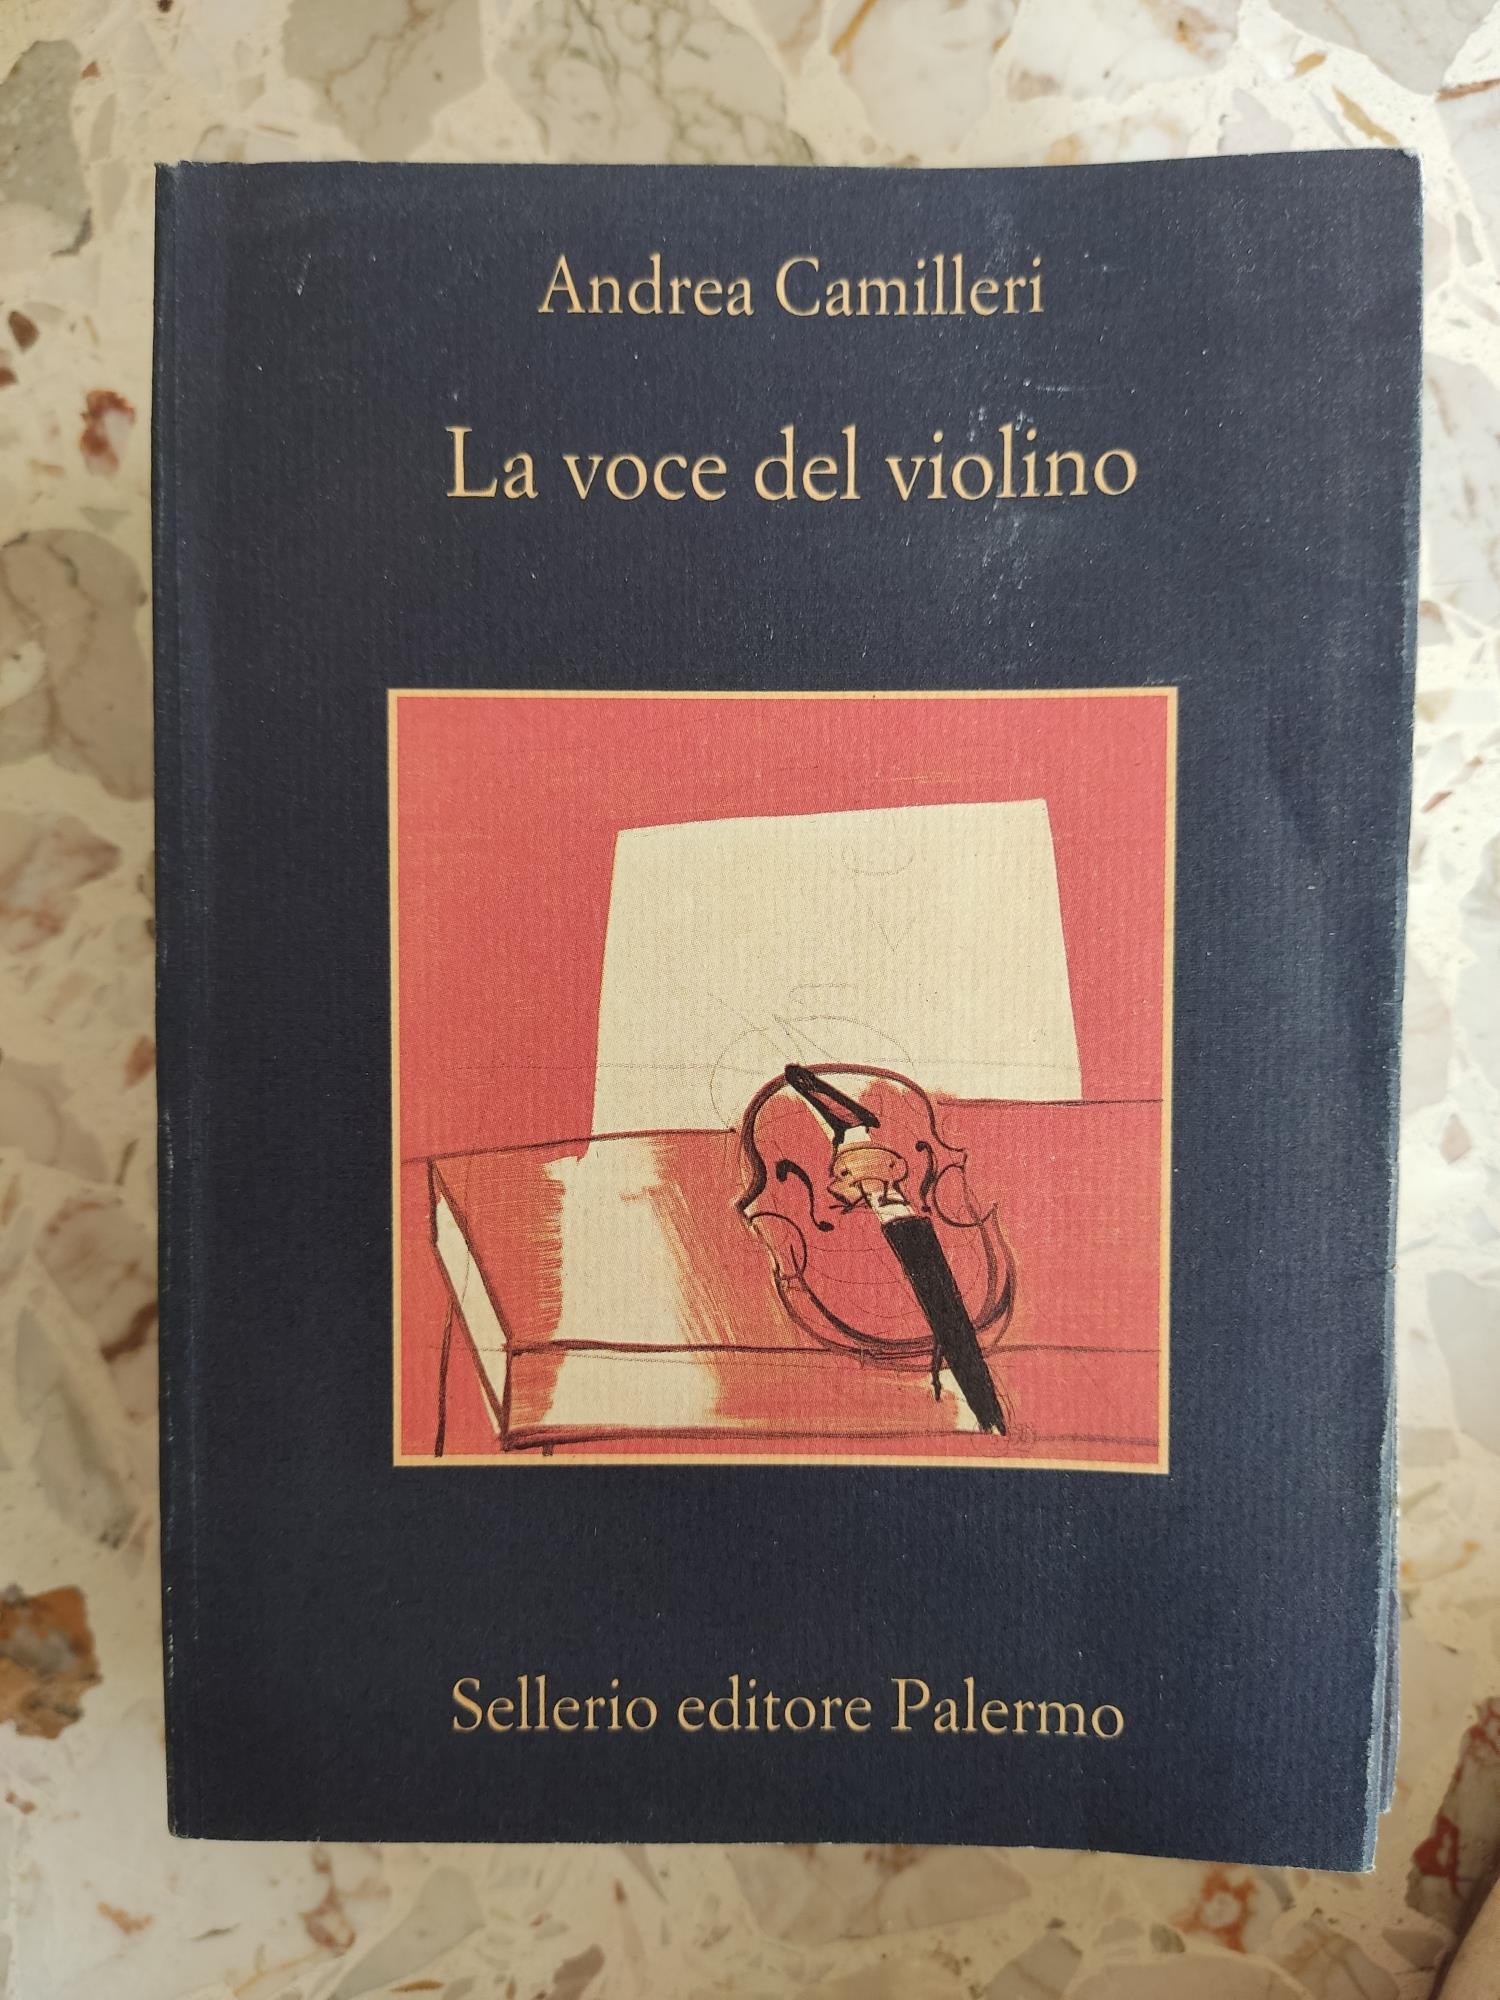 Andrea Camilleri
La voce del violino
Sellerio editore Palermo